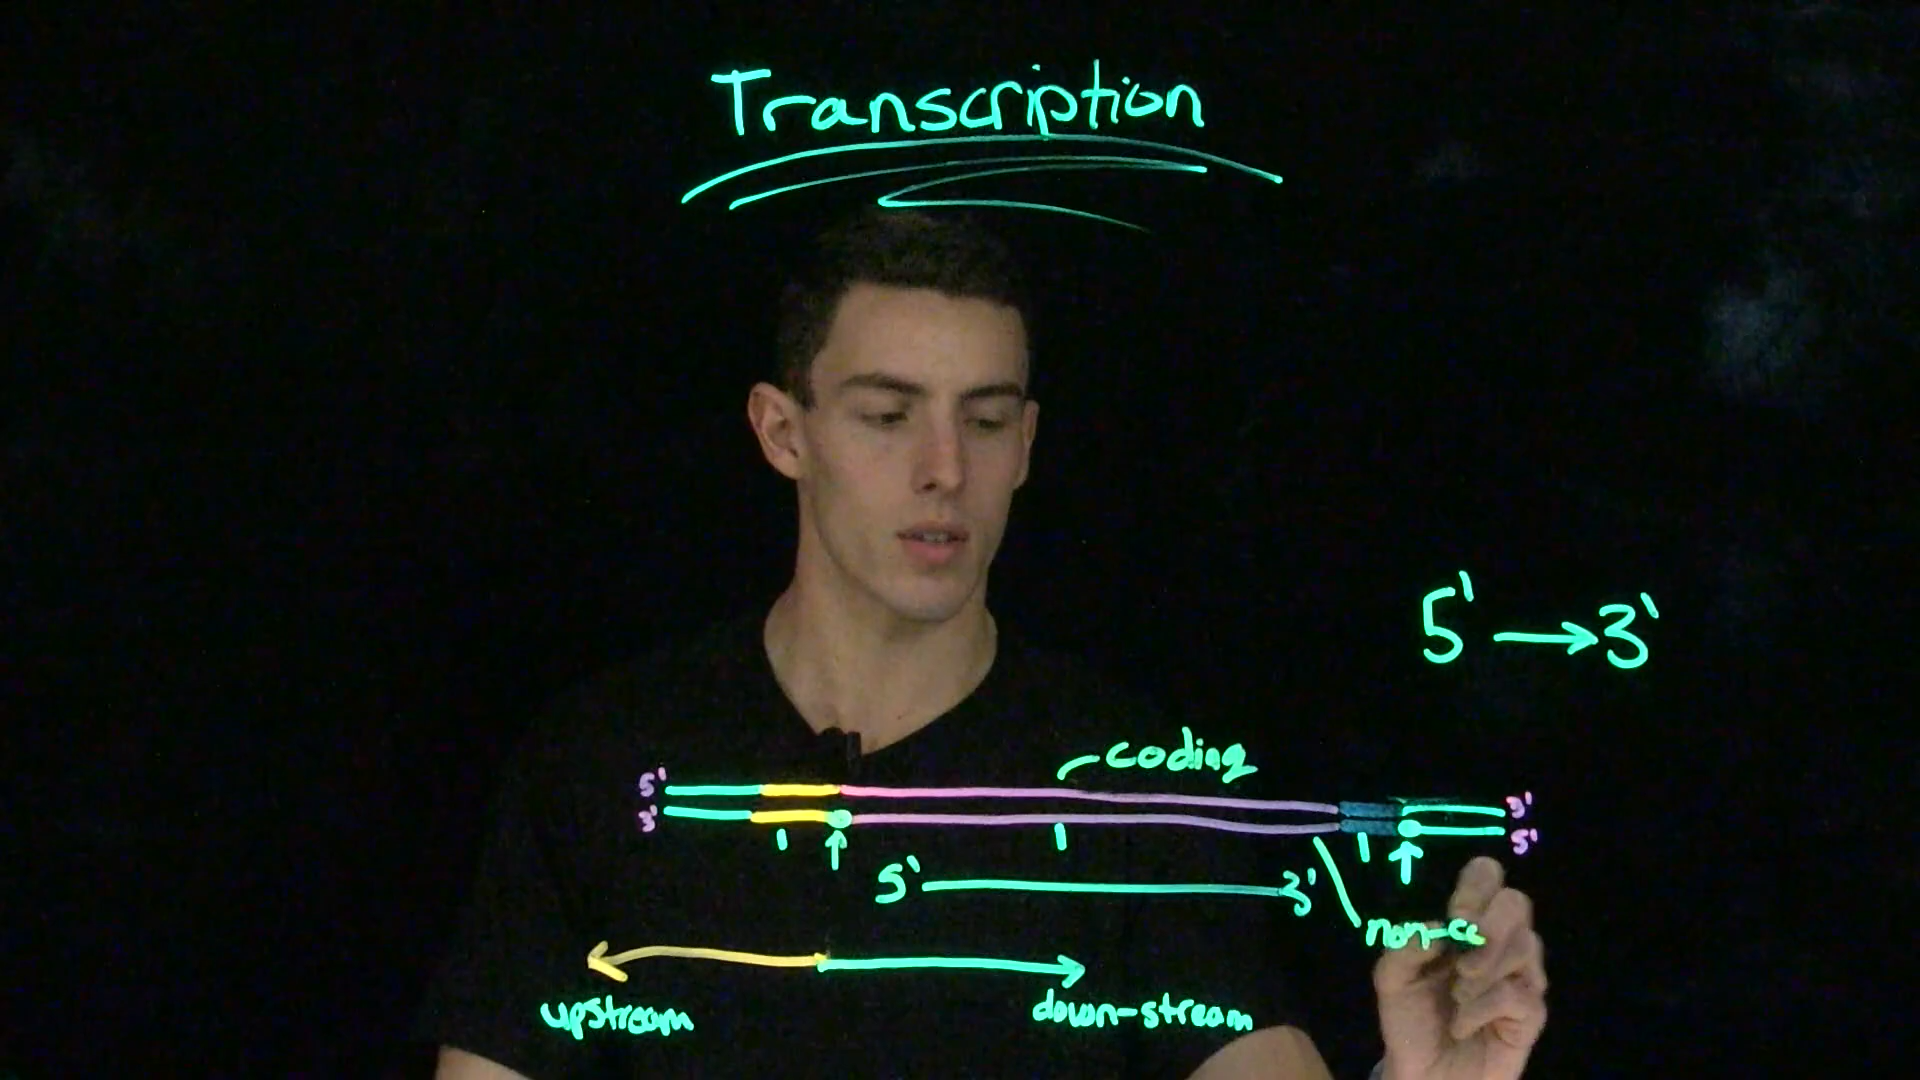 Transcription
5' → 3'
coding
5' 3'
3' 5'
5' 3'
non-co
upstream down-stream